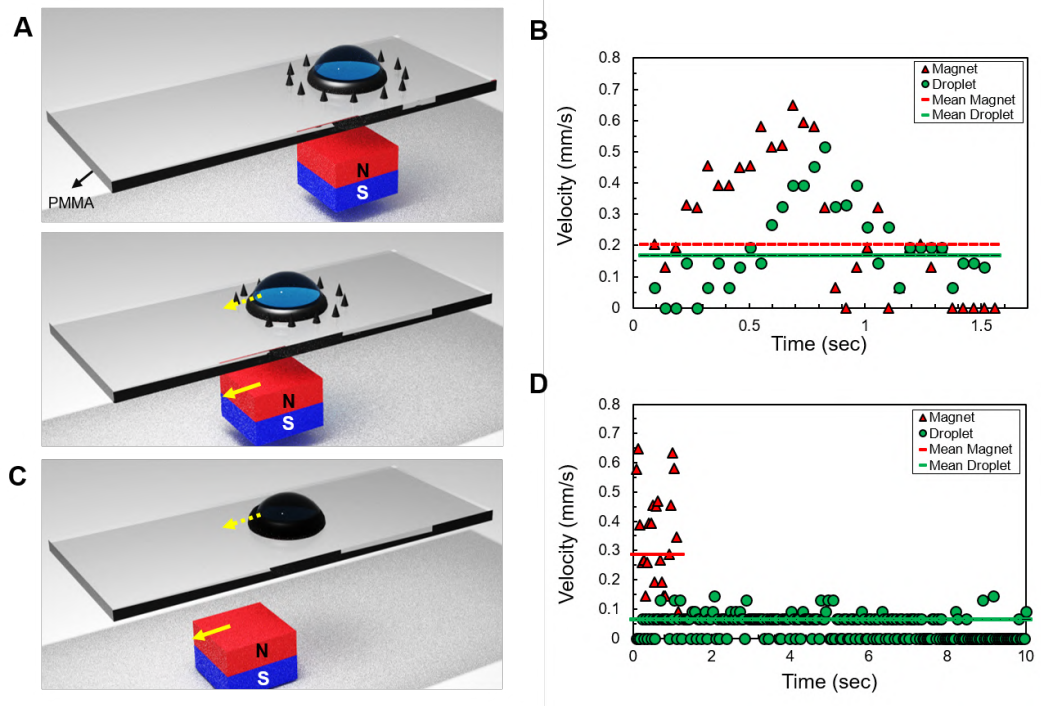 A
N
S
PMMA
N
S
C
N
S
B
Velocity (mm/s)
0.8
0.7
0.6
0.5
0.4
0.3
0.2
0.1
0
0
0.5
1
1.5
Time (sec)
Magnet
Droplet
Mean Magnet
Mean Droplet
D
Velocity (mm/s)
0.8
0.7
0.6
0.5
0.4
0.3
0.2
0.1
0
0
2
4
6
8
10
Time (sec)
Magnet
Droplet
Mean Magnet
Mean Droplet